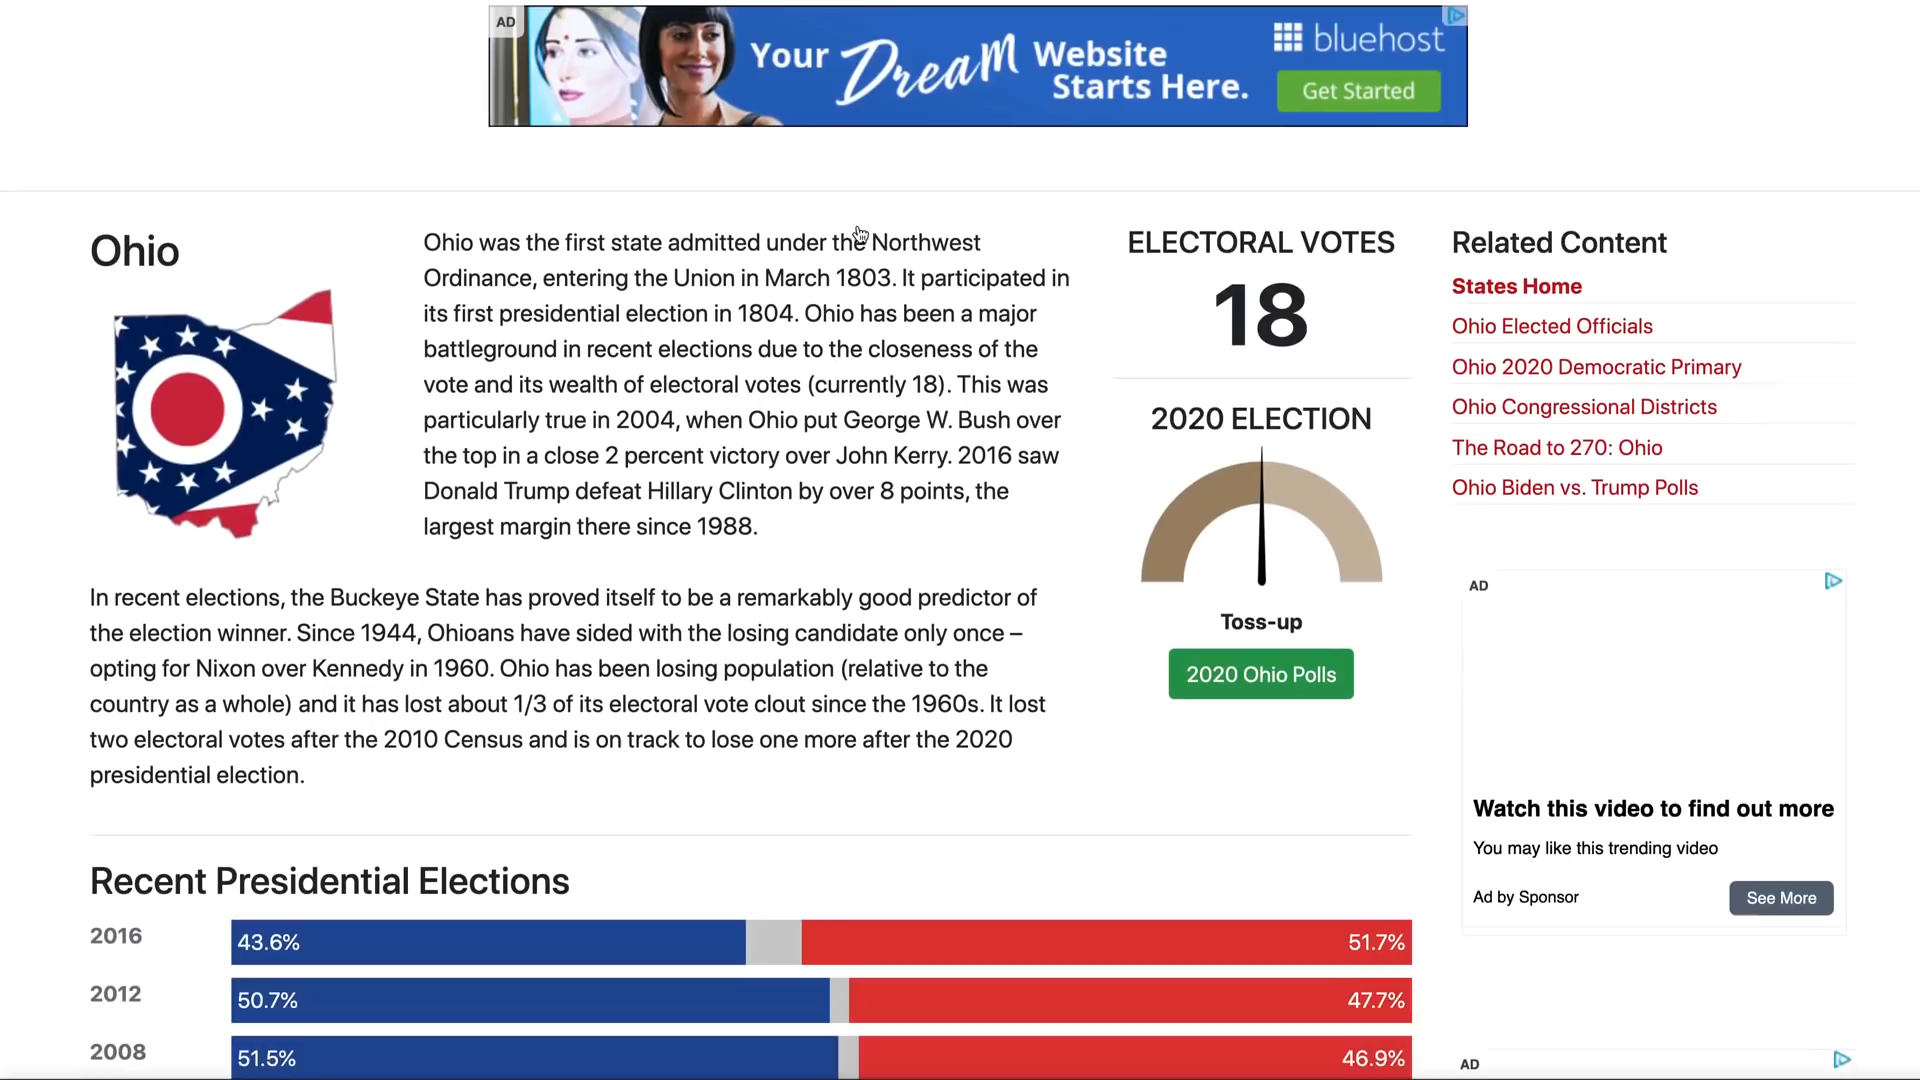 AD
Your Dream Website
Starts Here.
bluehost
Get Started
Ohio
Ohio was the first state admitted under the Northwest
Ordinance, entering the Union in March 1803. It participated in
its first presidential election in 1804. Ohio has been a major
battleground in recent elections due to the closeness of the
vote and its wealth of electoral votes (currently 18). This was
particularly true in 2004, when Ohio put George W. Bush over
the top in a close 2 percent victory over John Kerry. 2016 saw
Donald Trump defeat Hillary Clinton by over 8 points, the
largest margin there since 1988.
In recent elections, the Buckeye State has proved itself to be a remarkably good predictor of
the election winner. Since 1944, Ohioans have sided with the losing candidate only once –
opting for Nixon over Kennedy in 1960. Ohio has been losing population (relative to the
country as a whole) and it has lost about 1/3 of its electoral vote clout since the 1960s. It lost
two electoral votes after the 2010 Census and is on track to lose one more after the 2020
presidential election.
ELECTORAL VOTES
18
2020 ELECTION
Toss-up
2020 Ohio Polls
Related Content
States Home
Ohio Elected Officials
Ohio 2020 Democratic Primary
Ohio Congressional Districts
The Road to 270: Ohio
Ohio Biden vs. Trump Polls
AD
Watch this video to find out more
You may like this trending video
Ad by Sponsor
See More
Recent Presidential Elections
2016 43.6% 51.7%
2012 50.7% 47.7%
2008 51.5% 46.9%
AD